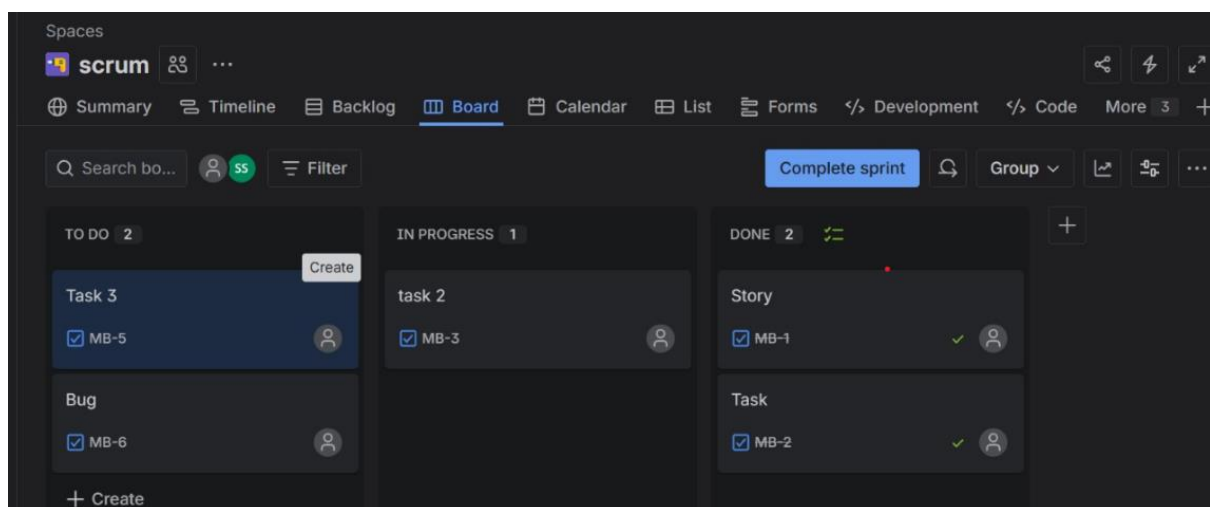 Spaces
scrum
Summary Timeline Backlog Board Calendar List Forms Development Code More 3
Search bo... SS Filter Complete sprint Group
TO DO 2 IN PROGRESS 1 DONE 2
Create
Task 3 task 2 Story
MB-5 MB-3 MB-1
Bug Task
MB-6 MB-2
+ Create